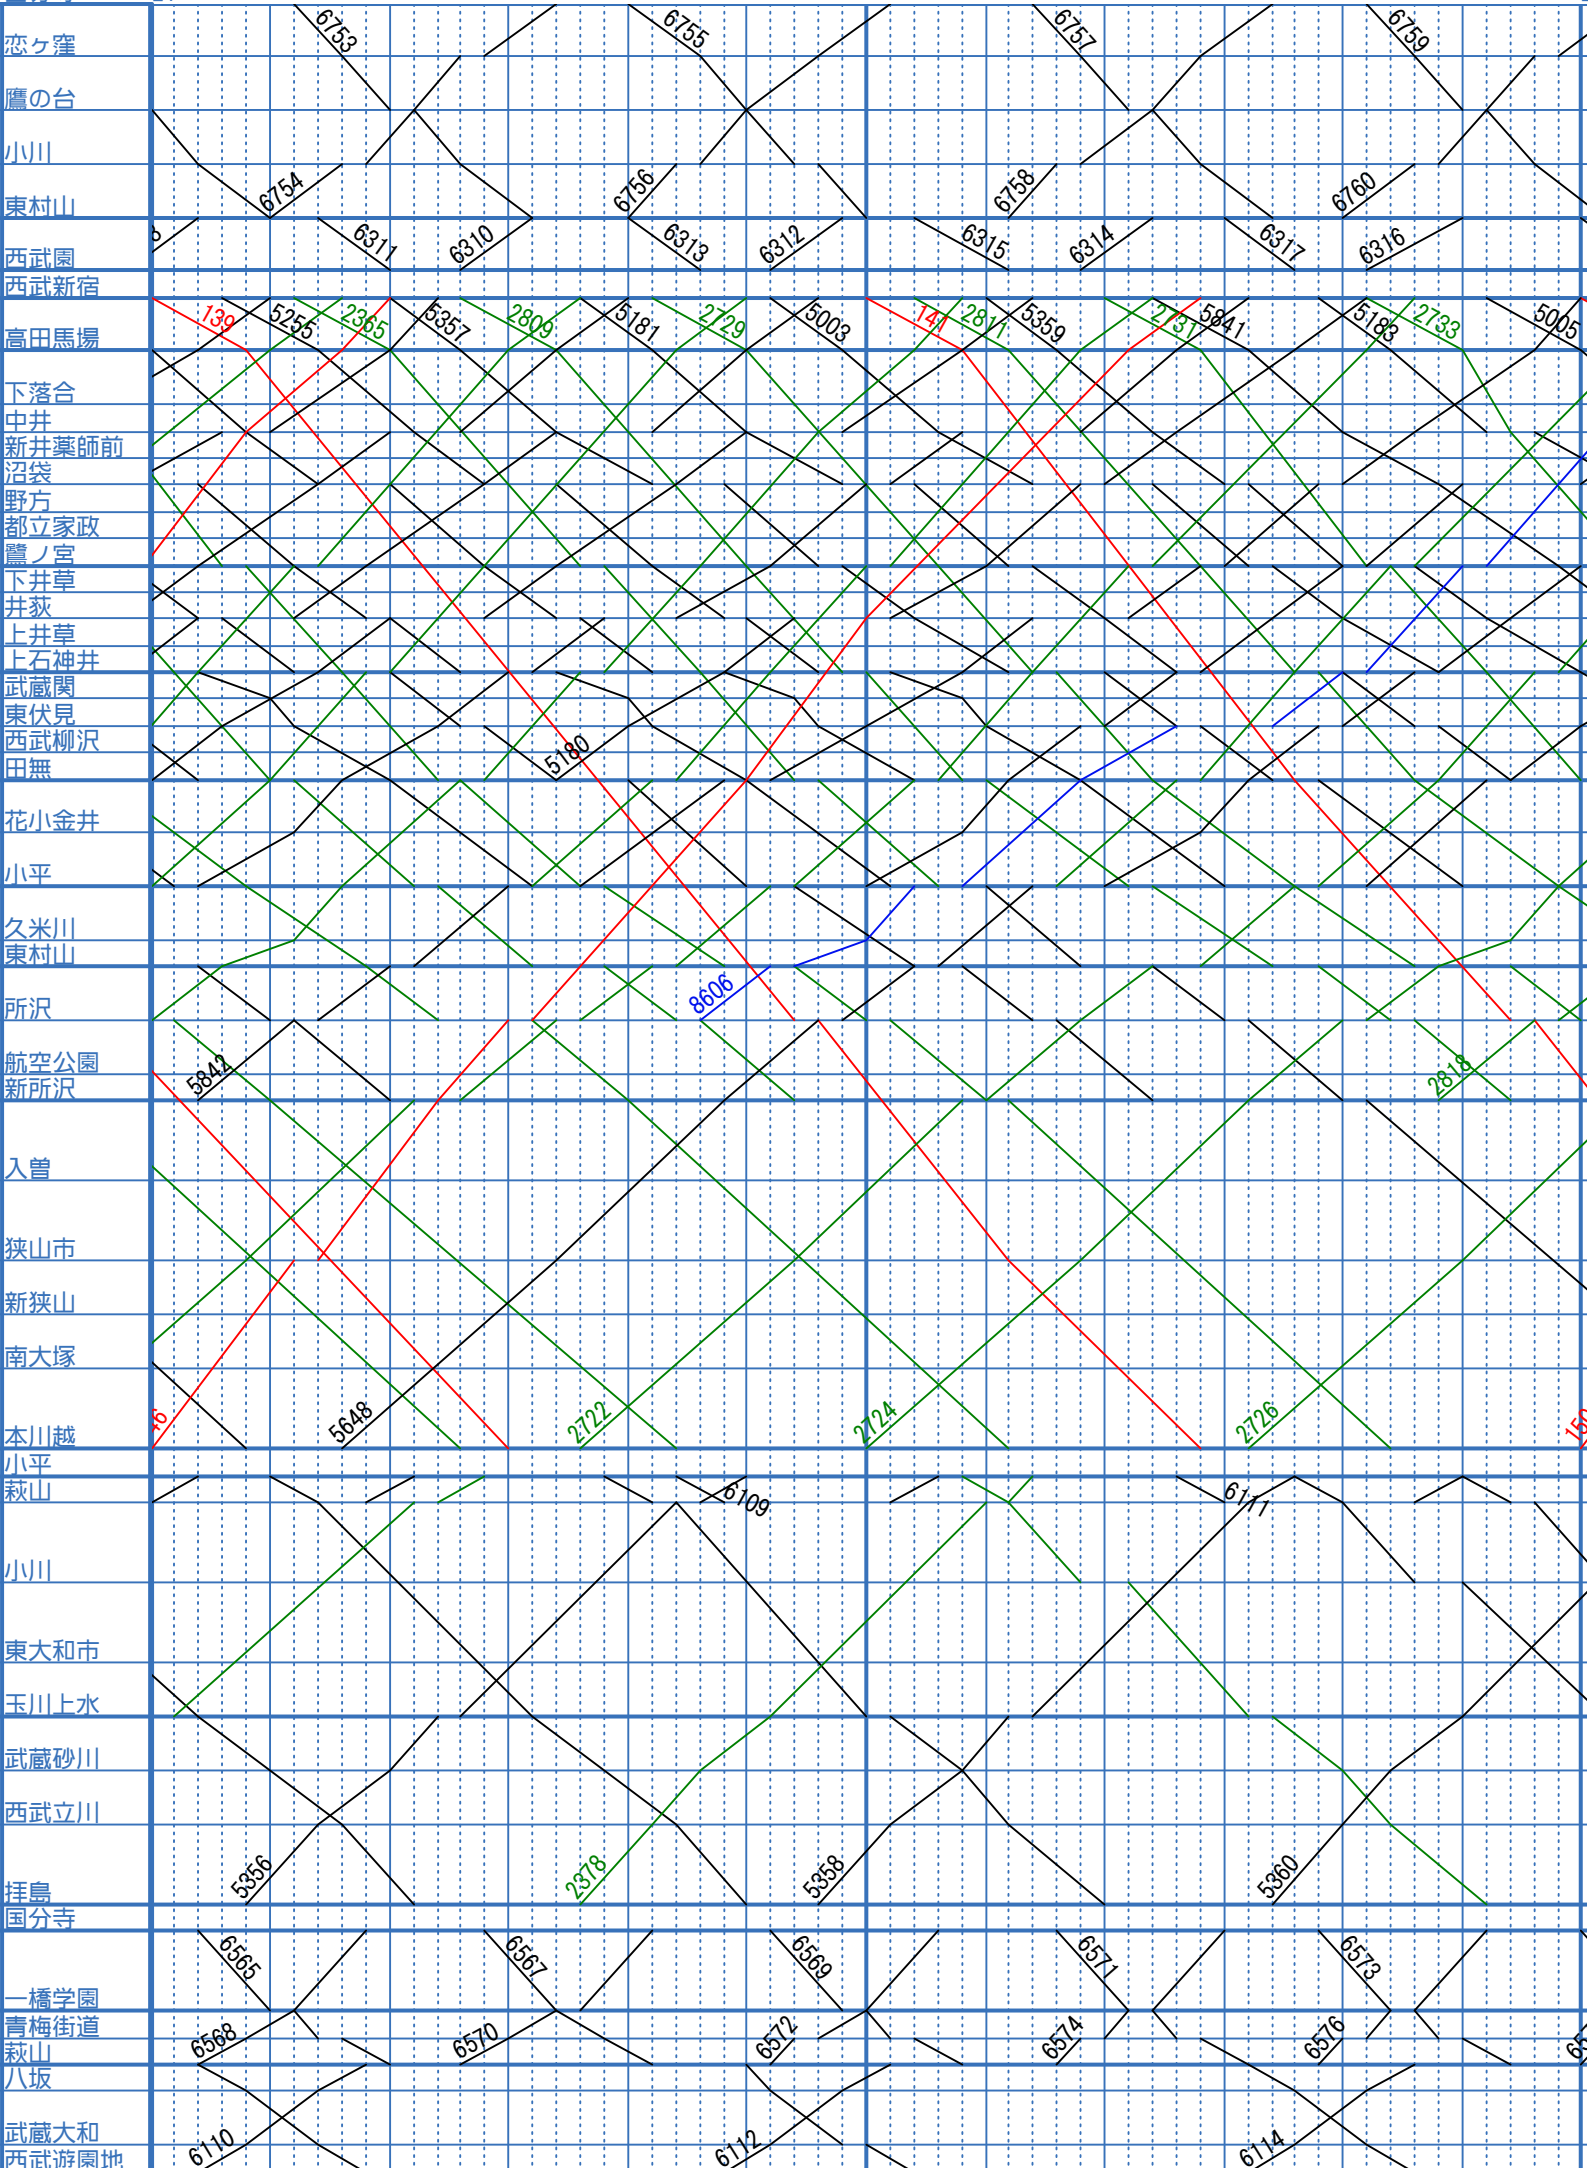 恋ヶ窪
鷹の台
小川
東村山
西武園
西武新宿
高田馬場
下落合
中井
新井薬師前
沼袋
野方
都立家政
鷺ノ宮
下井草
井荻
上井草
上石神井
武蔵関
東伏見
西武柳沢
田無
花小金井
小平
久米川
東村山
所沢
航空公園
新所沢
入曽
狭山市
新狭山
南大塚
本川越
小平
萩山
小川
東大和市
玉川上水
武蔵砂川
西武立川
拝島
国分寺
一橋学園
青梅街道
萩山
八坂
武蔵大和
西武遊園地
6753
6755
6757
6759
6754
6756
6758
6760
6311
6310
6313
6312
6315
6314
6317
6316
139
5255
2365
5357
2809
5181
2729
5003
141
2811
5359
2731
5841
5183
2733
5005
5180
8606
5842
2818
5648
2722
2724
2726
6109
6111
5356
2378
5358
5360
6565
6567
6569
6571
6573
6568
6570
6572
6574
6576
6110
6112
6114